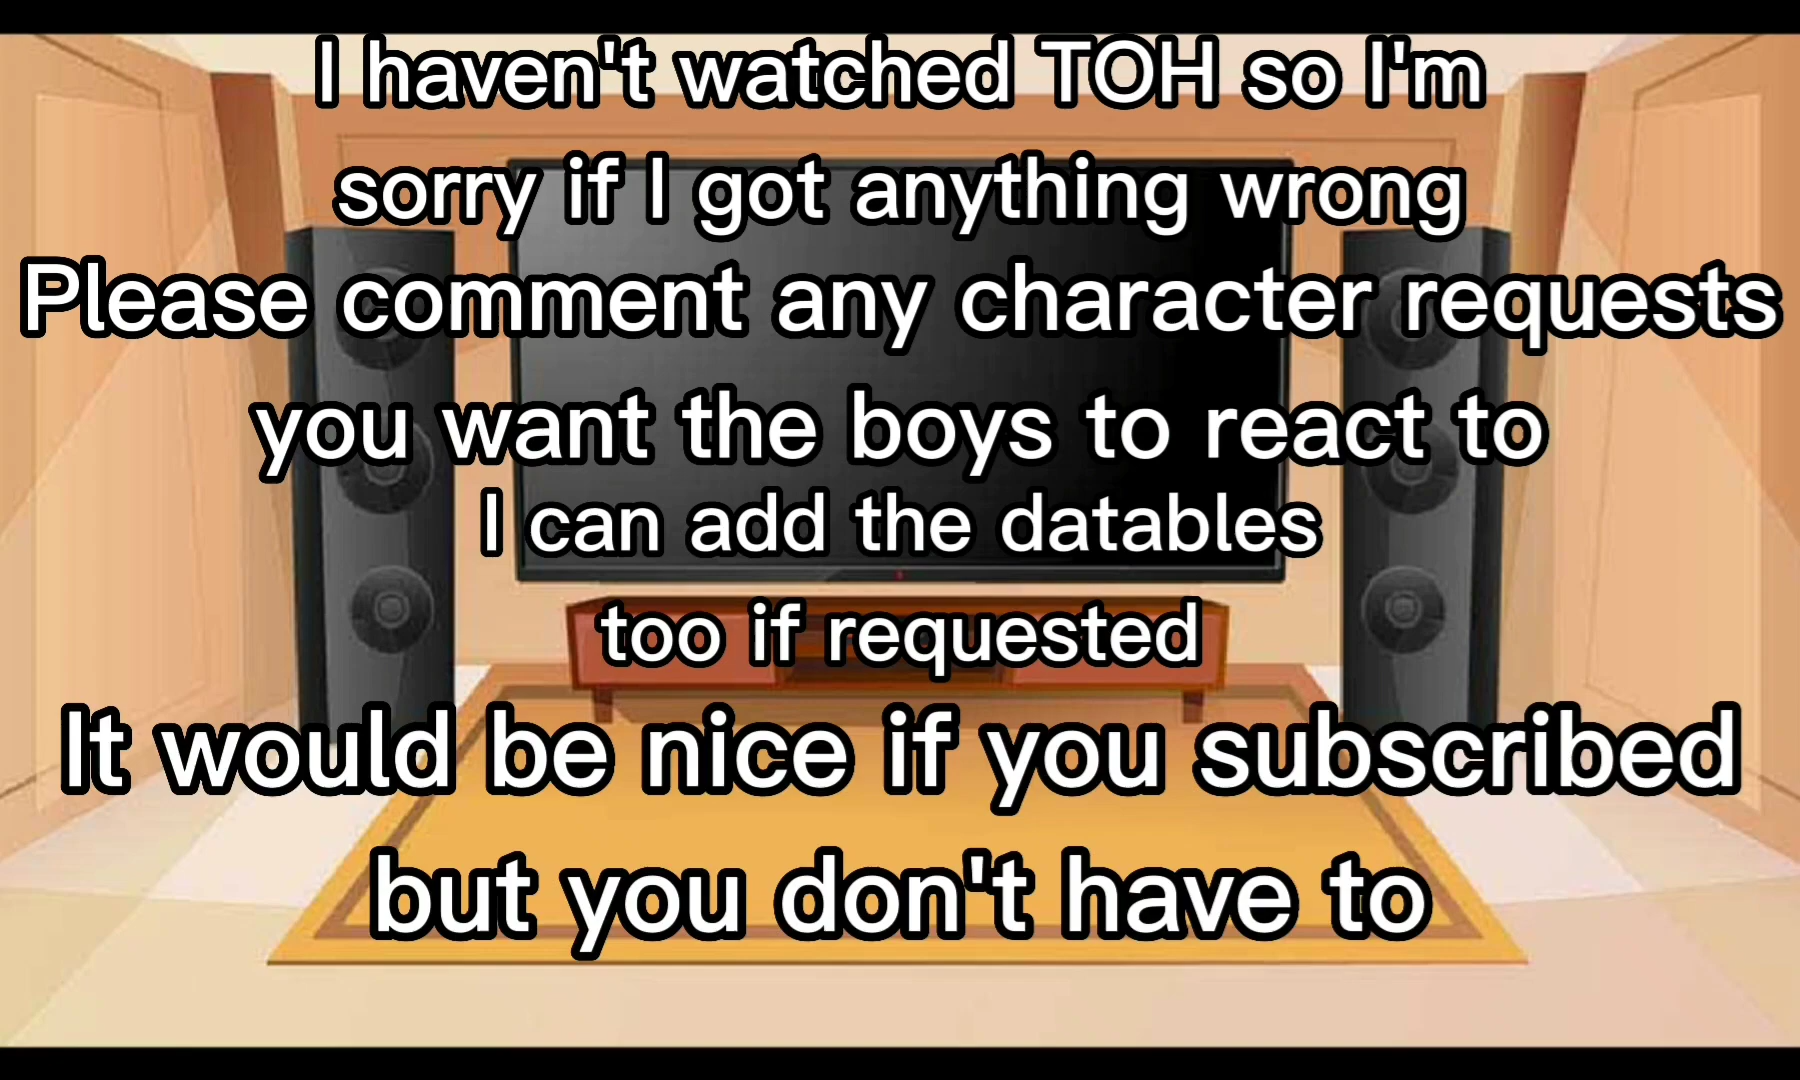 I haven't watched TOH so I'm
sorry if I got anything wrong
Please comment any character requests
you want the boys to react to
I can add the datables
too if requested
It would be nice if you subscribed
but you don't have to